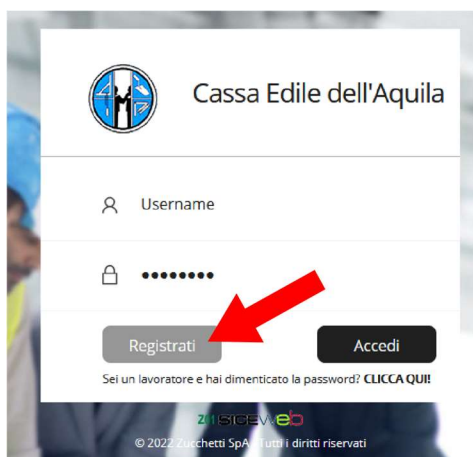 Cassa Edile dell'Aquila
Username
Registrati
Accedi
Sei un lavoratore e hai dimenticato la password? CLICCA QUI!
SICEWeb
© 2022 Zucchetti SpA Tutti i diritti riservati